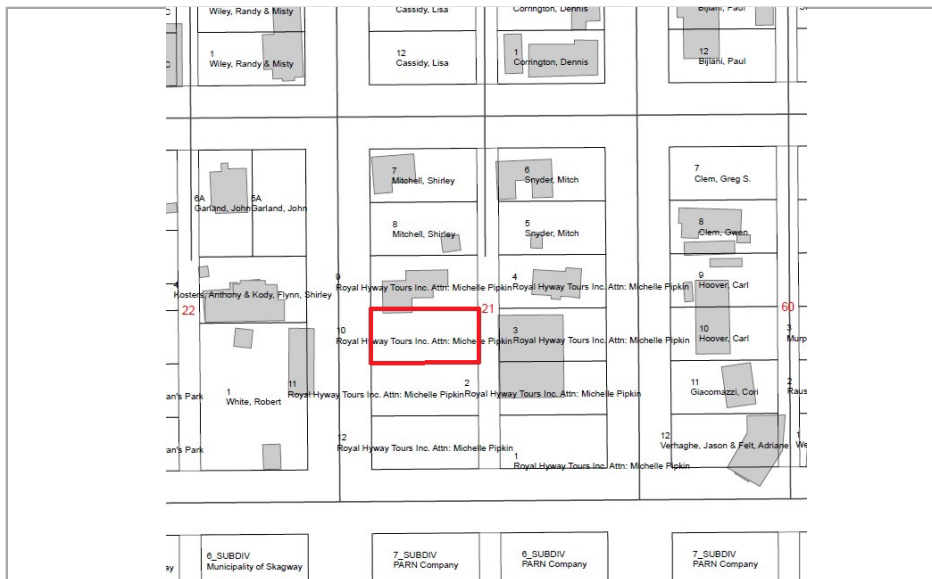 Wiley, Randy & Misty
Cassidy, Lisa
Corrington, Dennis
Bijlani, Paul
C
1
Wiley, Randy & Misty
12
Cassidy, Lisa
1
Corrington, Dennis
12
Bijlani, Paul
7
Mitchell, Shirley
6
Snyder, Mitch
7
Clem, Greg S.
6A
Garland, John
5A
Garland, John
8
Mitchell, Shirley
5
Snyder, Mitch
8
Clem, Gwen
4
Kosters, Anthony & Kody, Flynn, Shirley
9
Royal Hyway Tours Inc. Attn: Michelle Pipkin
4
Royal Hyway Tours Inc. Attn: Michelle Pipkin
9
Hoover, Carl
22
21
60
10
Royal Hyway Tours Inc. Attn: Michelle Pipkin
3
Royal Hyway Tours Inc. Attn: Michelle Pipkin
10
Hoover, Carl
3
Murp
an's Park
1
White, Robert
11
Royal Hyway Tours Inc. Attn: Michelle Pipkin
2
Royal Hyway Tours Inc. Attn: Michelle Pipkin
11
Giacomazzi, Cori
2
Raus
an's Park
12
Royal Hyway Tours Inc. Attn: Michelle Pipkin
1
Royal Hyway Tours Inc. Attn: Michelle Pipkin
12
Verhaghe, Jason & Felt, Adriane
1
We
ay
6_SUBDIV
Municipality of Skagway
7_SUBDIV
PARN Company
6_SUBDIV
PARN Company
7_SUBDIV
PARN Company